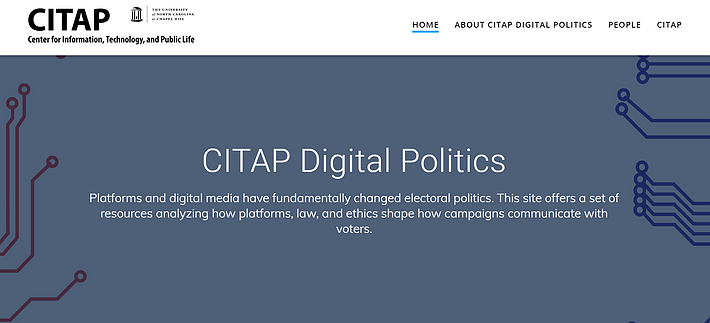 CITAP
THE UNIVERSITY
of NORTH CAROLINA
at CHAPEL HILL
Center for Information, Technology, and Public Life
HOME ABOUT CITAP DIGITAL POLITICS PEOPLE CITAP
CITAP Digital Politics
Platforms and digital media have fundamentally changed electoral politics. This site offers a set of
resources analyzing how platforms, law, and ethics shape how campaigns communicate with
voters.